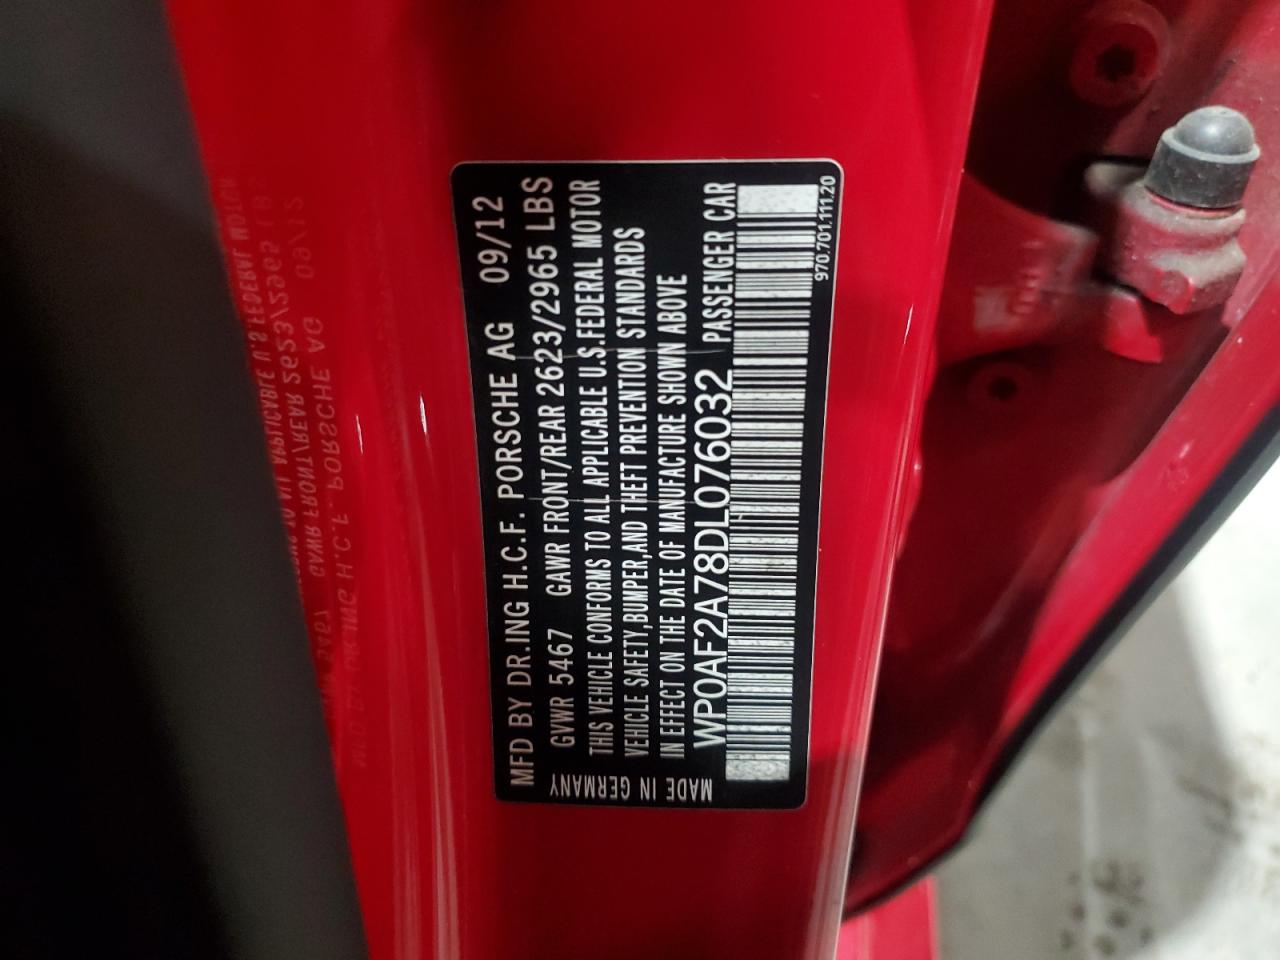 MFD BY DR.ING H.C.F. PORSCHE AG 09/12
GVWR 5467 GAWR FRONT/REAR 2623/2965 LBS
THIS VEHICLE CONFORMS TO ALL APPLICABLE U.S.FEDERAL MOTOR
VEHICLE SAFETY,BUMPER,AND THEFT PREVENTION STANDARDS
IN EFFECT ON THE DATE OF MANUFACTURE SHOWN ABOVE
WP0AF2A78DL076032 PASSENGER CAR
970.701.111.20
MADE IN GERMANY